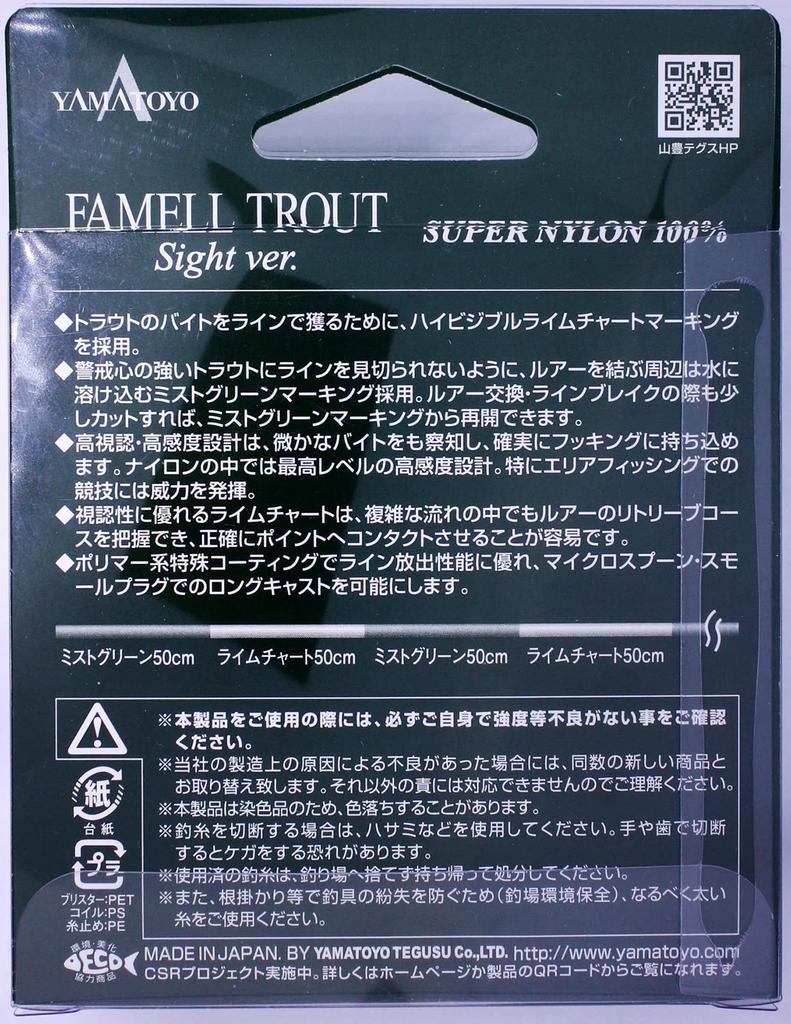 YAMATOYO
山豊テグスHP
FAMELL TROUT
Sight ver.
SUPER NYLON 100%
◆トラウトのバイトをラインで獲るために、ハイビジブルライムチャートマーキング
を採用。
◆警戒心の強いトラウトにラインを見切られないように、ルアーを結ぶ周辺は水に
溶け込むミストグリーンマーキング採用。ルアー交換・ラインブレイクの際も少
しカットすれば、ミストグリーンマーキングから再開できます。
◆高視認・高感度設計は、微かなバイトをも察知し、確実にフッキングに持ち込め
ます。ナイロンの中では最高レベルの高感度設計。特にエリアフィッシングでの
競技には威力を発揮。
◆視認性に優れるライムチャートは、複雑な流れの中でもルアーのリトリーブコー
スを把握でき、正確にポイントへコンタクトさせることが容易です。
◆ポリマー系特殊コーティングでライン放出性能に優れ、マイクロスプーン・スモ
ールプラグでのロングキャストを可能にします。
ミストグリーン50cm ライムチャート50cm ミストグリーン50cm ライムチャート50cm
※本製品をご使用の際には、必ずご自身で強度等不良がない事をご確認
ください。
※当社の製造上の原因による不良があった場合には、同数の新しい商品と
お取り替え致します。それ以外の責には対応できませんのでご理解ください。
※本製品は染色品のため、色落ちすることがあります。
※釣糸を切断する場合は、ハサミなどを使用してください。手や歯で切断
するとケガをする恐れがあります。
※使用済の釣糸は、釣り場へ捨てず持ち帰って処分してください。
※また、根掛かり等で釣具の紛失を防ぐため(釣場環境保全)、なるべく太い
糸をご使用ください。
紙
台紙
プラ
ブリスター:PET
コイル:PS
糸止め:PE
環境・美化
ECO
協力商品
MADE IN JAPAN. BY YAMATOYO TEGUSU Co.,LTD. http://www.yamatoyo.com
CSRプロジェクト実施中。詳しくはホームページか製品のQRコードからご覧になれます。